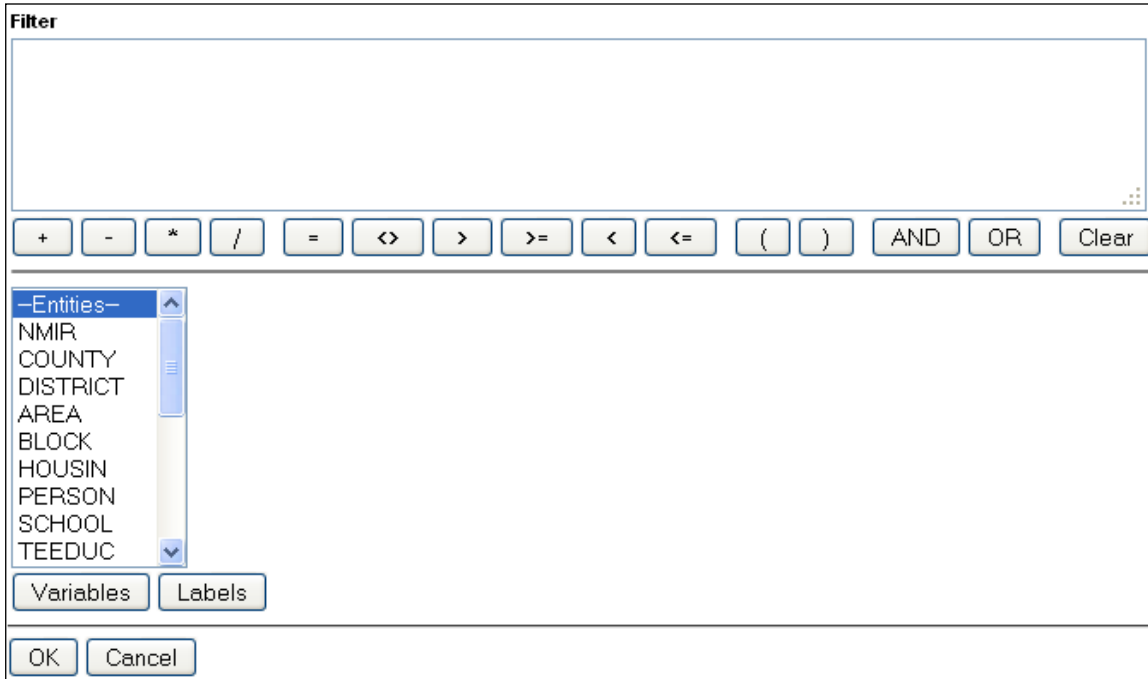 Filter
+ - * / = <> > >= < <= ( ) AND OR Clear
–Entities–
NMIR
COUNTY
DISTRICT
AREA
BLOCK
HOUSIN
PERSON
SCHOOL
TEEDUC
Variables Labels
OK Cancel